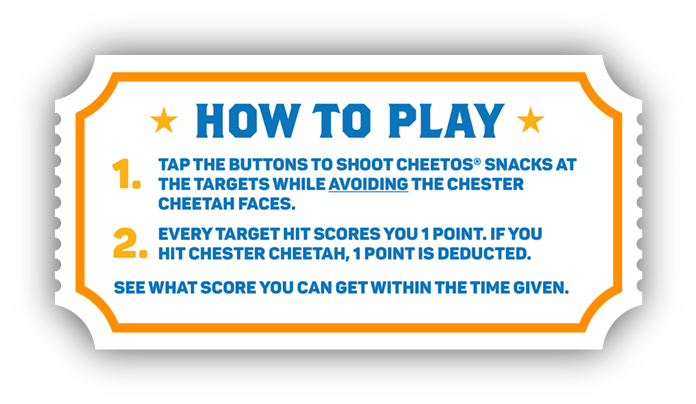 HOW TO PLAY
1. TAP THE BUTTONS TO SHOOT CHEETOS® SNACKS AT
THE TARGETS WHILE AVOIDING THE CHESTER
CHEETAH FACES.
2. EVERY TARGET HIT SCORES YOU 1 POINT. IF YOU
HIT CHESTER CHEETAH, 1 POINT IS DEDUCTED.
SEE WHAT SCORE YOU CAN GET WITHIN THE TIME GIVEN.